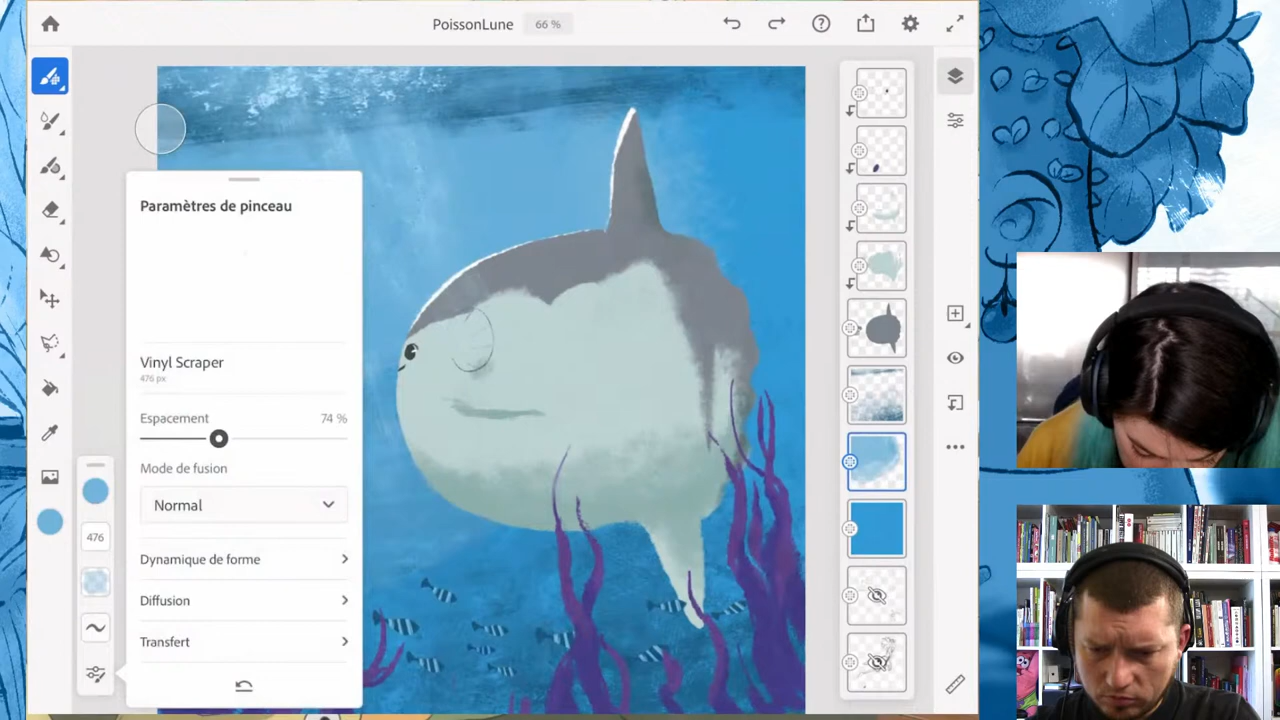 PoissonLune 66 %
Paramètres de pinceau
Vinyl Scraper
476 px
Espacement 74 %
Mode de fusion
Normal
476
Dynamique de forme
Diffusion
Transfert